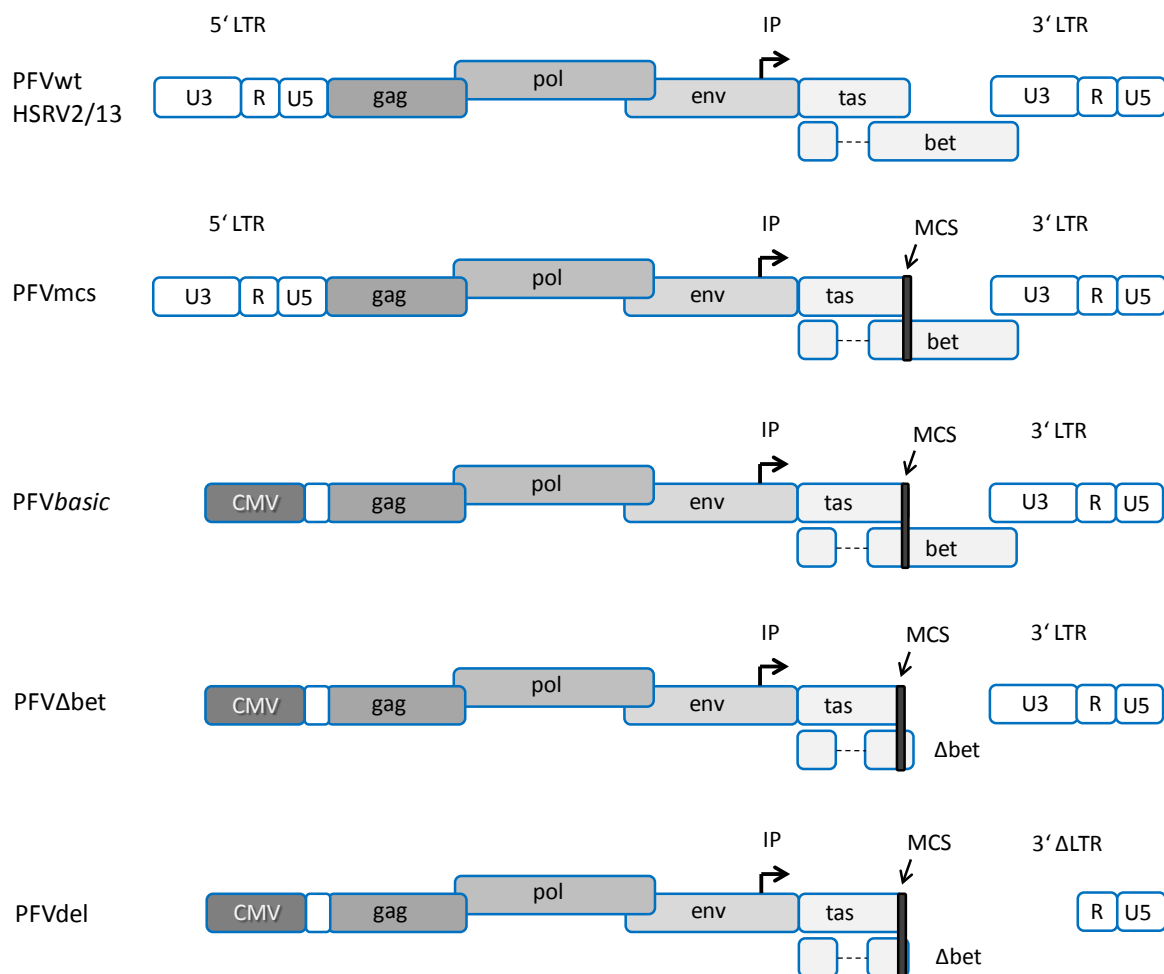 5‘ LTR IP 3‘ LTR
PFVwt
HSRV2/13
U3 R U5 gag pol env tas U3 R U5
bet
5‘ LTR IP MCS 3‘ LTR
PFVmcs
U3 R U5 gag pol env tas U3 R U5
bet
IP MCS 3‘ LTR
PFVbasic
CMV gag pol env tas U3 R U5
bet
IP MCS 3‘ LTR
PFVΔbet
CMV gag pol env tas U3 R U5
Δbet
IP MCS 3‘ ΔLTR
PFVdel
CMV gag pol env tas R U5
Δbet